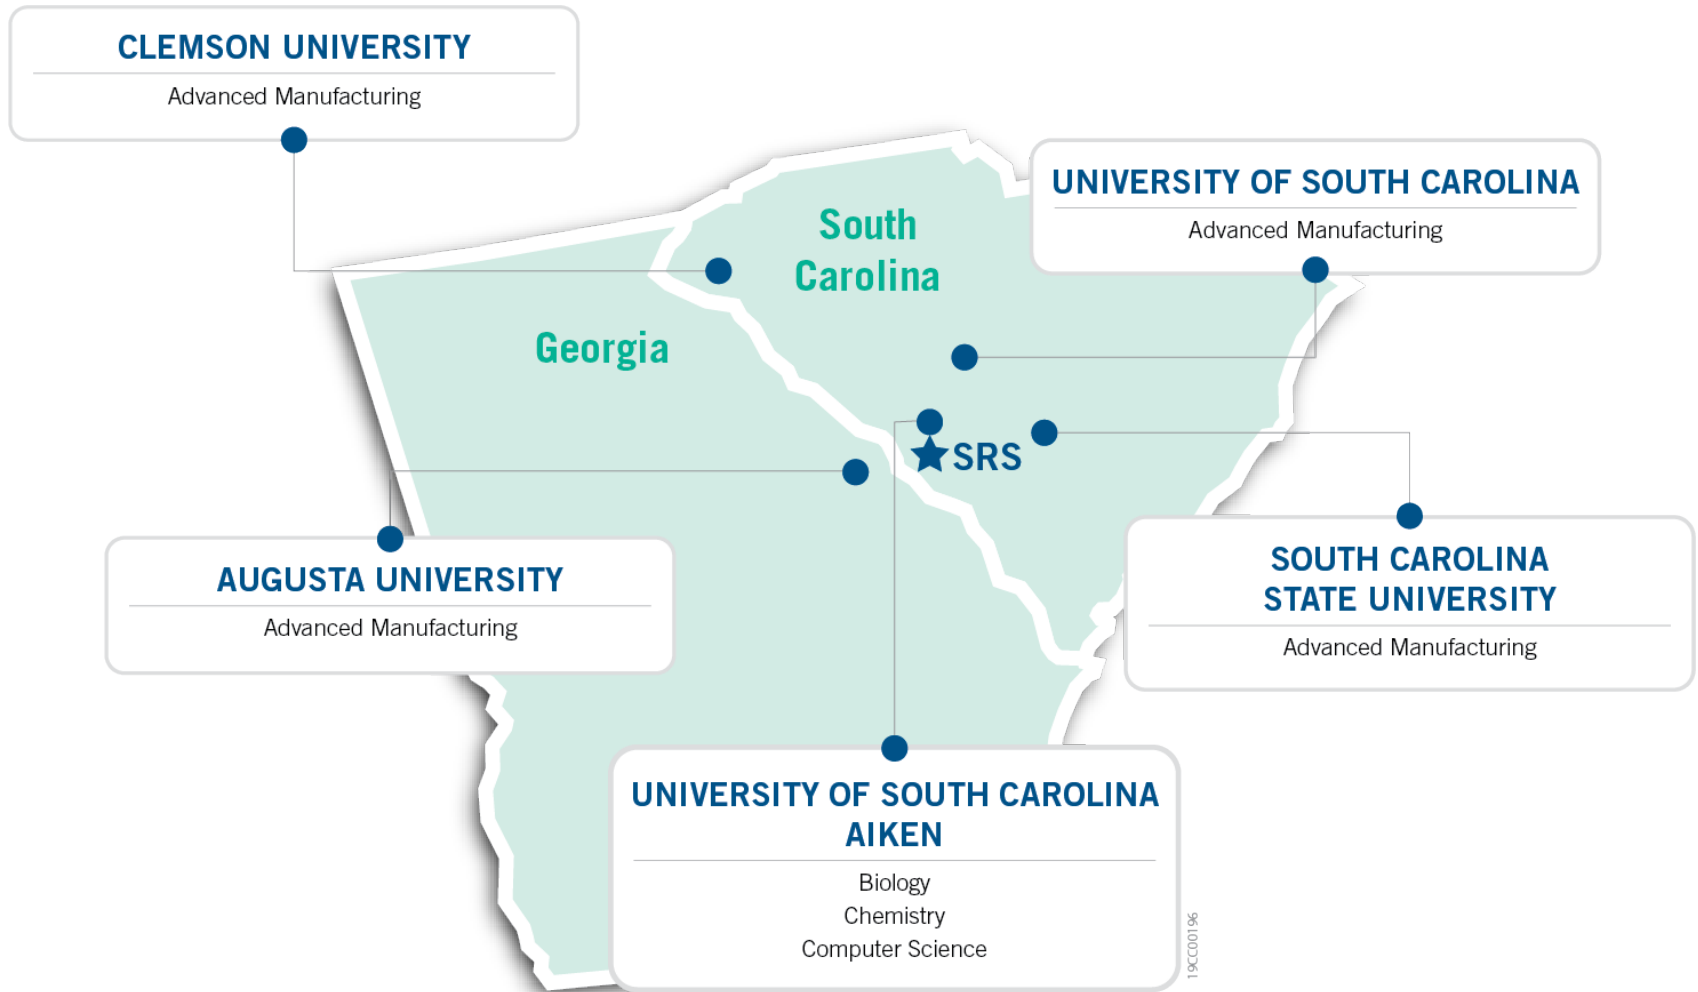 CLEMSON UNIVERSITY
Advanced Manufacturing
UNIVERSITY OF SOUTH CAROLINA
Advanced Manufacturing
South
Carolina
Georgia
SRS
AUGUSTA UNIVERSITY
Advanced Manufacturing
SOUTH CAROLINA
STATE UNIVERSITY
Advanced Manufacturing
UNIVERSITY OF SOUTH CAROLINA
AIKEN
Biology
Chemistry
Computer Science
19CC00196